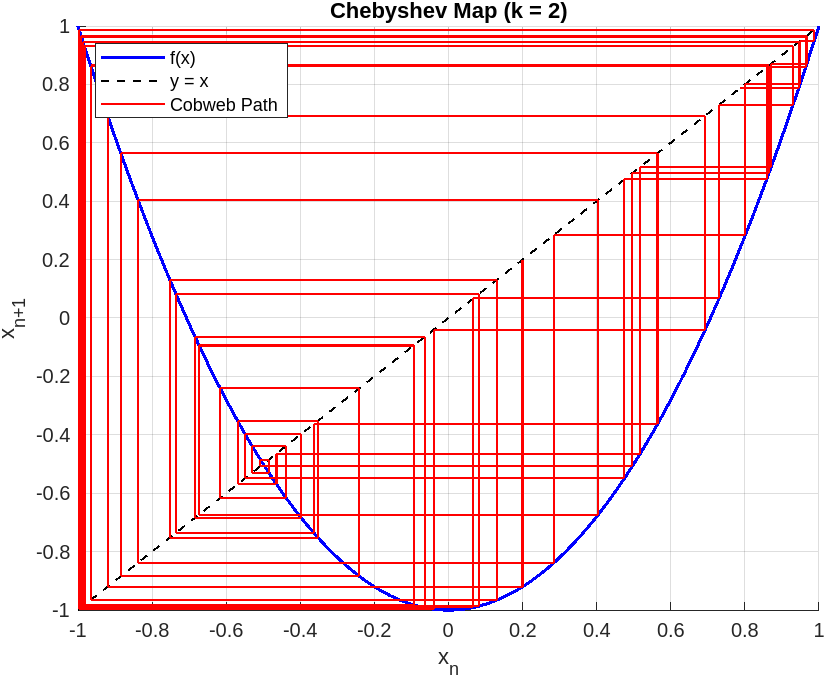 Chebyshev Map (k = 2)
f(x)
y = x
Cobweb Path
1
0.8
0.6
0.4
0.2
0
-0.2
-0.4
-0.6
-0.8
-1
x_{n+1}
-1 -0.8 -0.6 -0.4 -0.2 0 0.2 0.4 0.6 0.8 1
x_n